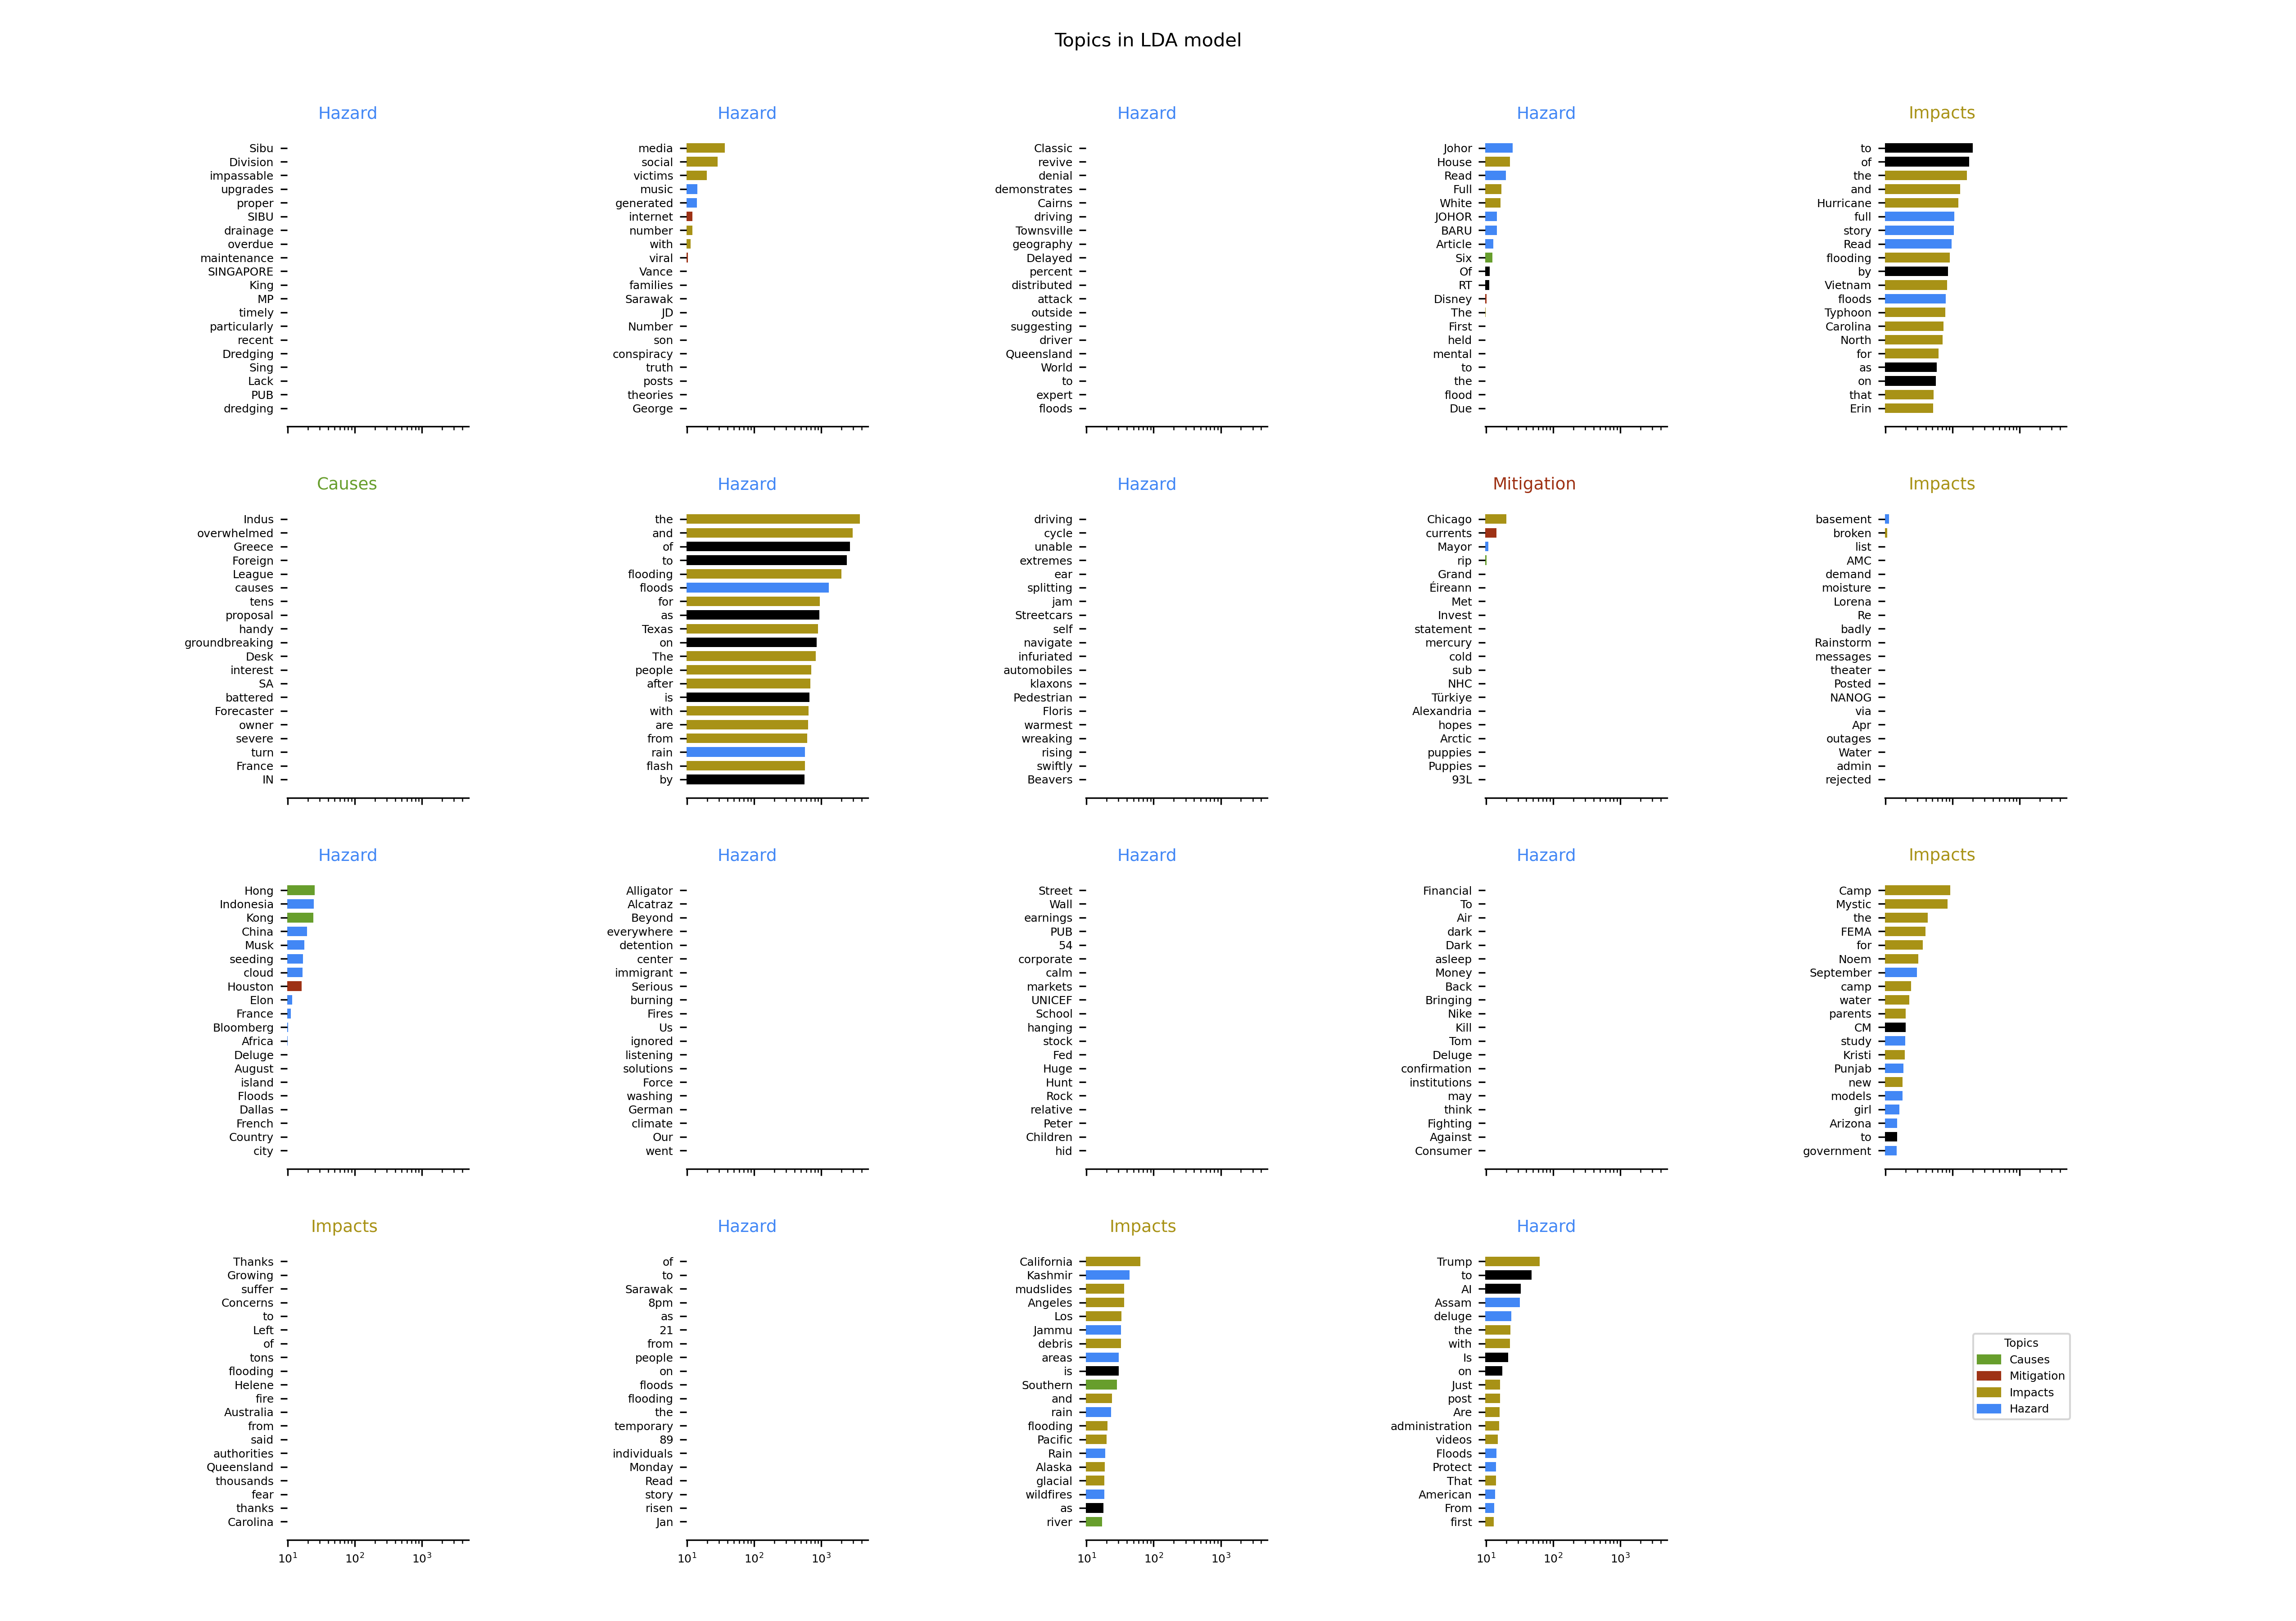 Topics in LDA model
Hazard
Sibu
Division
impassable
upgrades
proper
SIBU
drainage
overdue
maintenance
SINGAPORE
King
MP
timely
particularly
recent
Dredging
Sing
Lack
PUB
dredging
Hazard
media
social
victims
music
generated
internet
number
with
viral
Vance
families
Sarawak
JD
Number
son
conspiracy
truth
posts
theories
George
Hazard
Classic
revive
denial
demonstrates
Cairns
driving
Townsville
geography
Delayed
percent
distributed
attack
outside
suggesting
driver
Queensland
World
to
expert
floods
Hazard
Johor
House
Read
Full
White
JOHOR
BARU
Article
Six
Of
RT
Disney
The
First
held
mental
to
the
flood
Due
Impacts
to
of
the
and
Hurricane
full
story
Read
flooding
by
Vietnam
floods
Typhoon
Carolina
North
for
as
on
that
Erin
Causes
Indus
overwhelmed
Greece
Foreign
League
causes
tens
proposal
handy
groundbreaking
Desk
interest
SA
battered
Forecaster
owner
severe
turn
France
IN
Hazard
the
and
of
to
flooding
floods
for
as
Texas
on
The
people
after
is
with
are
from
rain
flash
by
Hazard
driving
cycle
unable
extremes
ear
splitting
jam
Streetcars
self
navigate
infuriated
automobiles
klaxons
Pedestrian
Floris
warmest
wreaking
rising
swiftly
Beavers
Mitigation
Chicago
currents
Mayor
rip
Grand
Éireann
Met
Invest
statement
mercury
cold
sub
NHC
Türkiye
Alexandria
hopes
Arctic
puppies
Puppies
93L
Impacts
basement
broken
list
AMC
demand
moisture
Lorena
Re
badly
Rainstorm
messages
theater
Posted
NANOG
via
Apr
outages
Water
admin
rejected
Hazard
Hong
Indonesia
Kong
China
Musk
seeding
cloud
Houston
Elon
France
Bloomberg
Africa
Deluge
August
island
Floods
Dallas
French
Country
city
Hazard
Alligator
Alcatraz
Beyond
everywhere
detention
center
immigrant
Serious
burning
Fires
Us
ignored
listening
solutions
Force
washing
German
climate
Our
went
Hazard
Street
Wall
earnings
PUB
54
corporate
calm
markets
UNICEF
School
hanging
stock
Fed
Huge
Hunt
Rock
relative
Peter
Children
hid
Hazard
Financial
To
Air
dark
Dark
asleep
Money
Back
Bringing
Nike
Kill
Tom
Deluge
confirmation
institutions
may
think
Fighting
Against
Consumer
Impacts
Camp
Mystic
the
FEMA
for
Noem
September
camp
water
parents
CM
study
Kristi
Punjab
new
models
girl
Arizona
to
government
Impacts
Thanks
Growing
suffer
Concerns
to
Left
of
tons
flooding
Helene
fire
Australia
from
said
authorities
Queensland
thousands
fear
thanks
Carolina
10¹ 10² 10³
Hazard
of
to
Sarawak
8pm
as
21
from
people
on
floods
flooding
the
temporary
89
individuals
Monday
Read
story
risen
Jan
10¹ 10² 10³
Impacts
California
Kashmir
mudslides
Angeles
Los
Jammu
debris
areas
is
Southern
and
rain
flooding
Pacific
Rain
Alaska
glacial
wildfires
as
river
10¹ 10² 10³
Hazard
Trump
to
AI
Assam
deluge
the
with
Is
on
Just
post
Are
administration
videos
Floods
Protect
That
American
From
first
10¹ 10² 10³
Topics
Causes
Mitigation
Impacts
Hazard